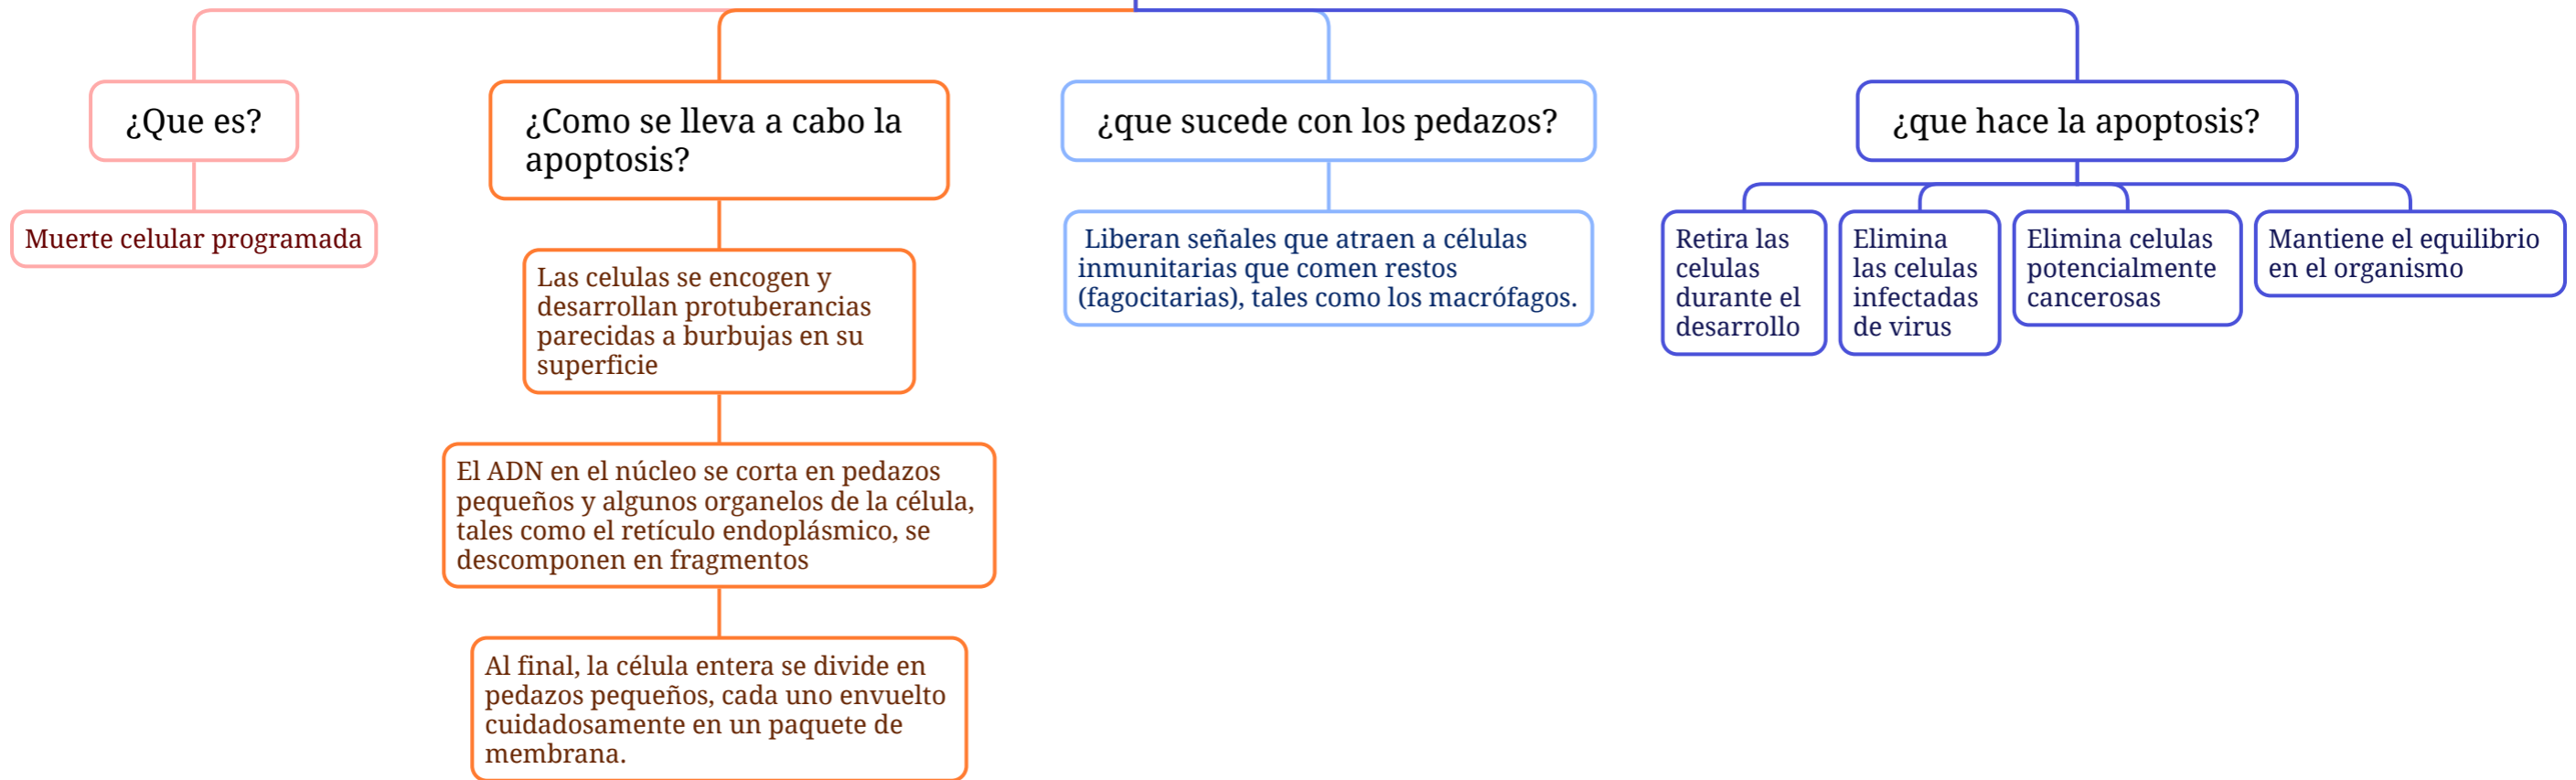 ¿Que es?
Muerte celular programada
¿Como se lleva a cabo la
apoptosis?
Las celulas se encogen y
desarrollan protuberancias
parecidas a burbujas en su
superficie
El ADN en el núcleo se corta en pedazos
pequeños y algunos organelos de la célula,
tales como el retículo endoplásmico, se
descomponen en fragmentos
Al final, la célula entera se divide en
pedazos pequeños, cada uno envuelto
cuidadosamente en un paquete de
membrana.
¿que sucede con los pedazos?
Liberan señales que atraen a células
inmunitarias que comen restos
(fagocitarias), tales como los macrófagos.
¿que hace la apoptosis?
Retira las
celulas
durante el
desarrollo
Elimina
las celulas
infectadas
de virus
Elimina celulas
potencialmente
cancerosas
Mantiene el equilibrio
en el organismo